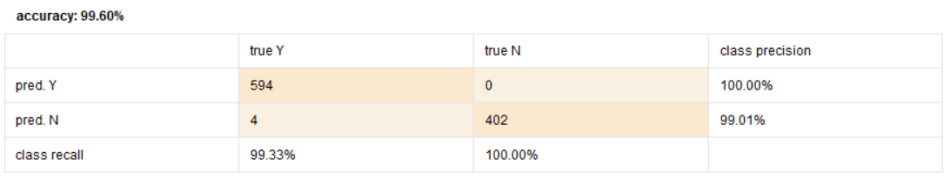 accuracy: 99.60%
true Y true N class precision
pred. Y 594 0 100.00%
pred. N 4 402 99.01%
class recall 99.33% 100.00%